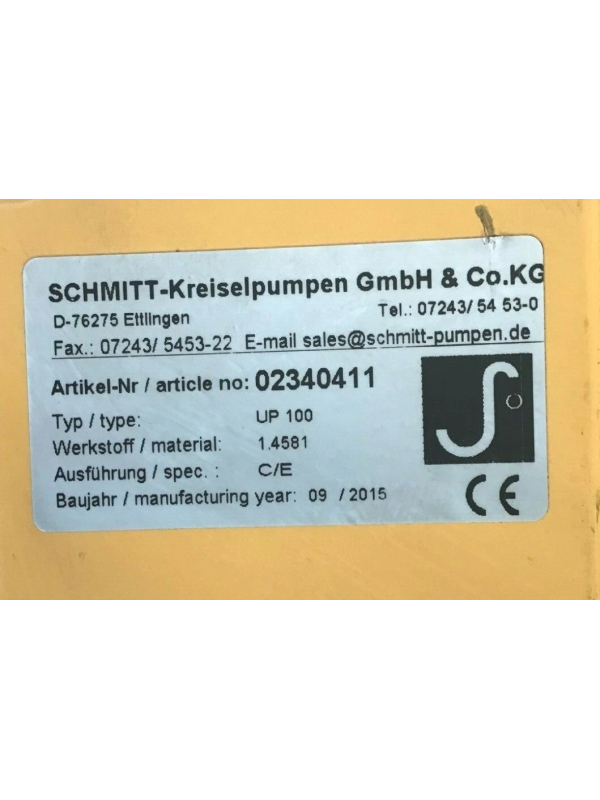 SCHMITT-Kreiselpumpen GmbH & Co.KG
D-76275 Ettlingen Tel.: 07243/ 54 53-0
Fax.: 07243/ 5453-22 E-mail sales@schmitt-pumpen.de
Artikel-Nr / article no: 02340411
Typ / type: UP 100
Werkstoff / material: 1.4581
Ausführung / spec. : C/E
Baujahr / manufacturing year: 09 / 2015
CE